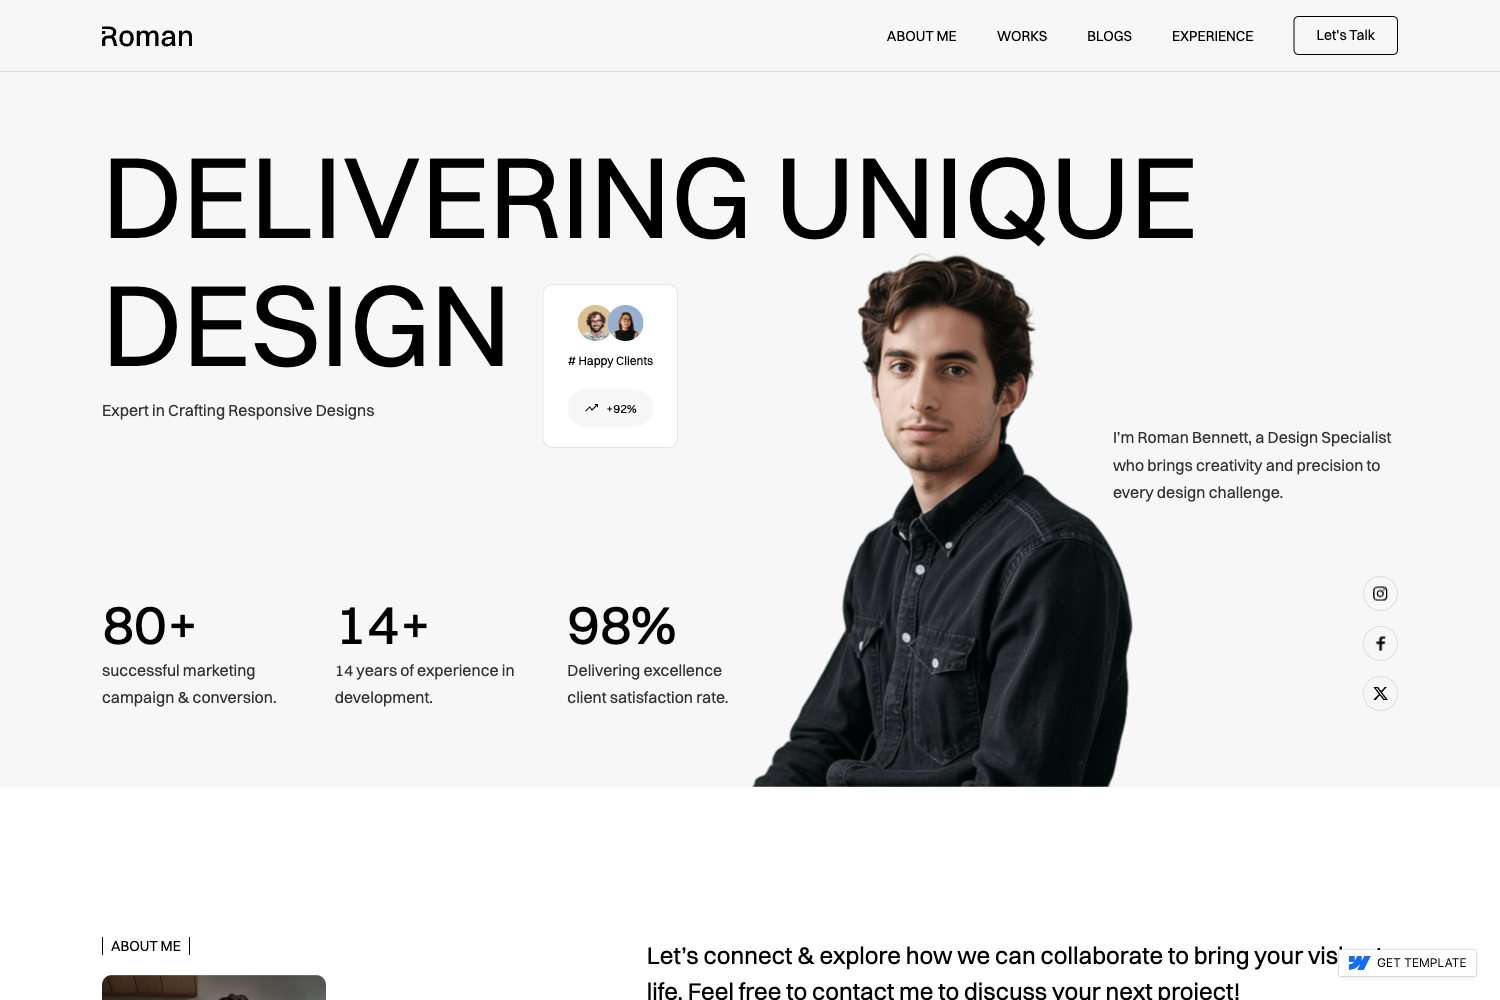 Roman
ABOUT ME
WORKS
BLOGS
EXPERIENCE
Let's Talk
DELIVERING UNIQUE
DESIGN
# Happy Clients
+92%
Expert in Crafting Responsive Designs
I'm Roman Bennett, a Design Specialist
who brings creativity and precision to
every design challenge.
80+
successful marketing
campaign & conversion.
14+
14 years of experience in
development.
98%
Delivering excellence
client satisfaction rate.
ABOUT ME
Let's connect & explore how we can collaborate to bring your
life. Feel free to contact me to discuss your next project!
GET TEMPLATE